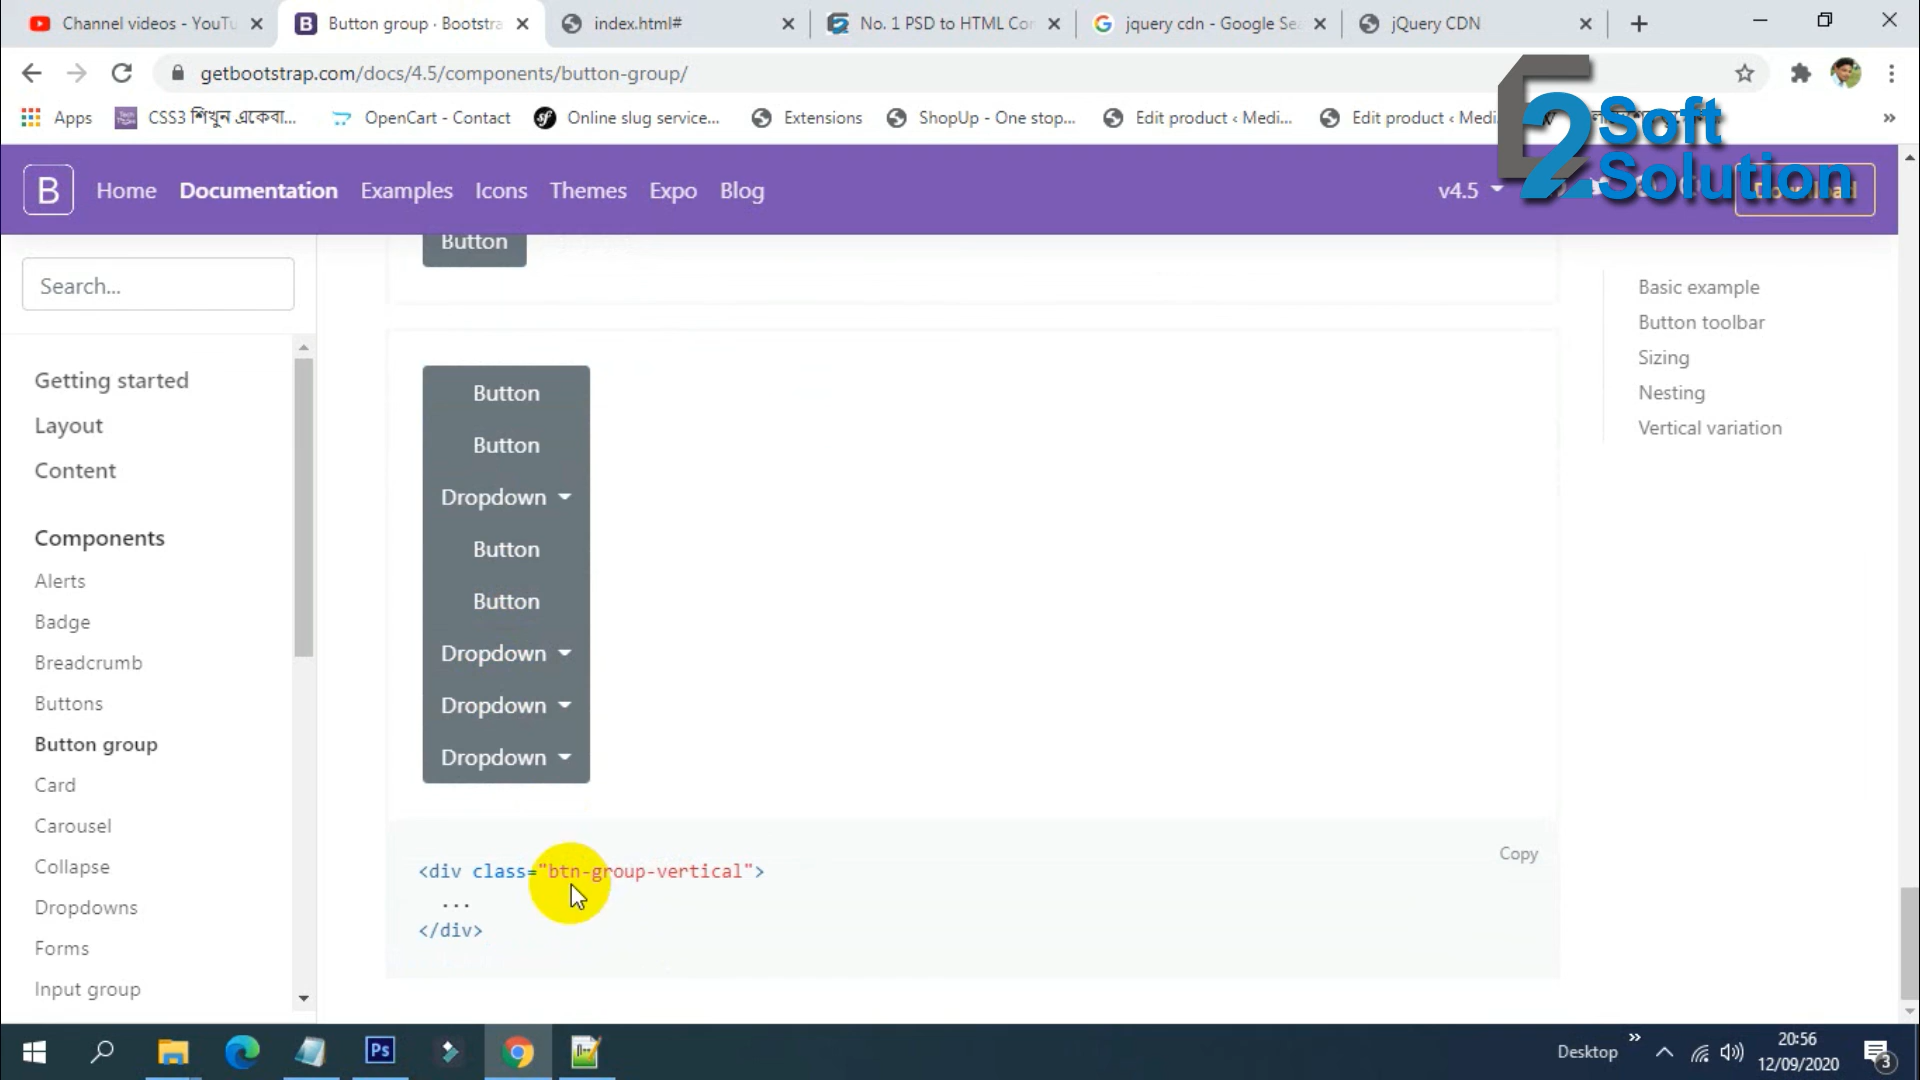 Channel videos - YouTu
Button group · Bootstra
index.html#
No. 1 PSD to HTML Con
jquery cdn - Google Sea
jQuery CDN
getbootstrap.com/docs/4.5/components/button-group/
Apps
CSS3 শিখুন একেবা...
OpenCart - Contact
Online slug service...
Extensions
ShopUp - One stop...
Edit product ‹ Medi...
Edit product ‹ Medi...
»
Soft
Solution
B
Home
Documentation
Examples
Icons
Themes
Expo
Blog
v4.5
Download
Search...
Getting started
Layout
Content
Components
Alerts
Badge
Breadcrumb
Buttons
Button group
Card
Carousel
Collapse
Dropdowns
Forms
Input group
Button
Button
Button
Dropdown
Button
Button
Dropdown
Dropdown
Dropdown
<div class="btn-group-vertical">
...
</div>
Copy
Basic example
Button toolbar
Sizing
Nesting
Vertical variation
Ps
Desktop
»
20:56
12/09/2020
3